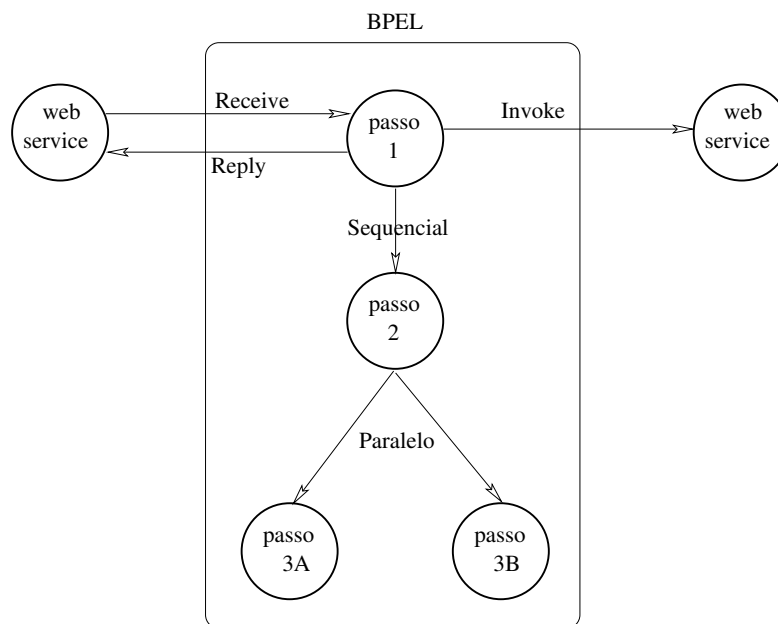 BPEL
web
service
Receive
Reply
passo
1
Invoke
web
service
Sequencial
passo
2
Paralelo
passo
3A
passo
3B